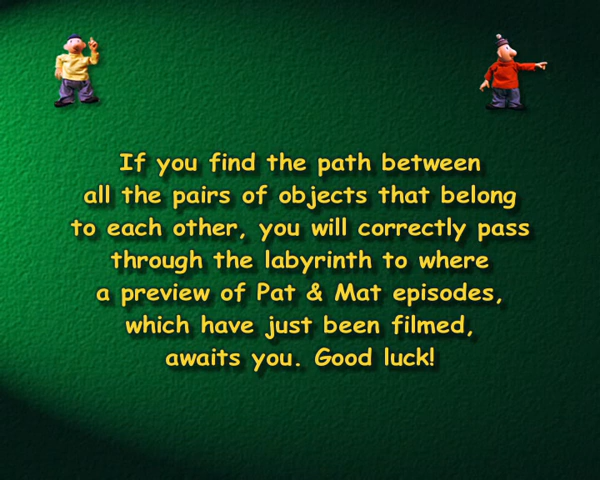 If you find the path between
all the pairs of objects that belong
to each other, you will correctly pass
through the labyrinth to where
a preview of Pat & Mat episodes,
which have just been filmed,
awaits you. Good luck!